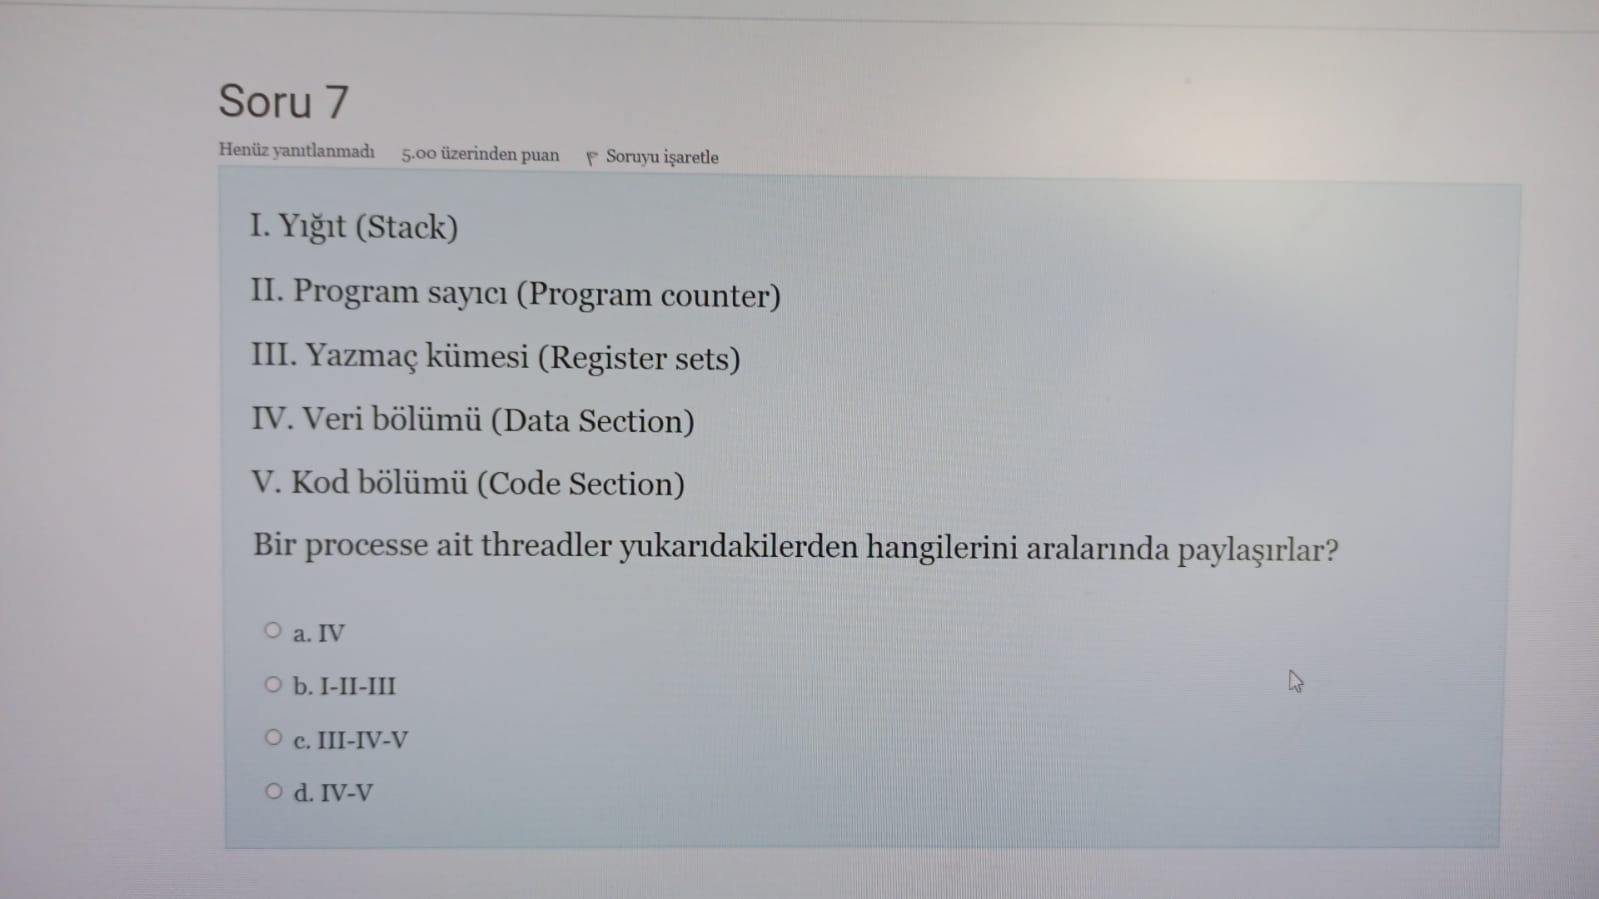 Soru 7
Henüz yanıtlanmadı 5.00 üzerinden puan Soruyu işaretle
I. Yığıt (Stack)
II. Program sayıcı (Program counter)
III. Yazmaç kümesi (Register sets)
IV. Veri bölümü (Data Section)
V. Kod bölümü (Code Section)
Bir processe ait threadler yukarıdakilerden hangilerini aralarında paylaşırlar?
a. IV
b. I-II-III
c. III-IV-V
d. IV-V